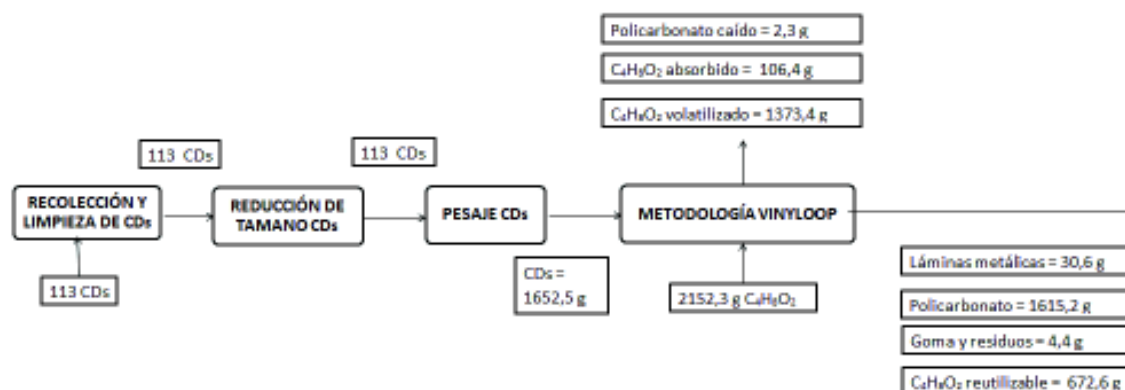 Policarbonato caído = 2,3 g
C₄H₈O₂ absorbido = 106,4 g
C₄H₈O₂ volatilizado = 1373,4 g
113 CDs
113 CDs
RECOLECCIÓN Y
LIMPIEZA DE CDs
REDUCCIÓN DE
TAMANO CDs
PESAJE CDs
METODOLOGÍA VINYLOOP
113 CDs
CDs =
1652,5 g
2152,3 g C₄H₈O₂
Láminas metálicas = 30,6 g
Policarbonato = 1615,2 g
Goma y residuos = 4,4 g
C₄H₈O₂ reutilizable = 672,6 g